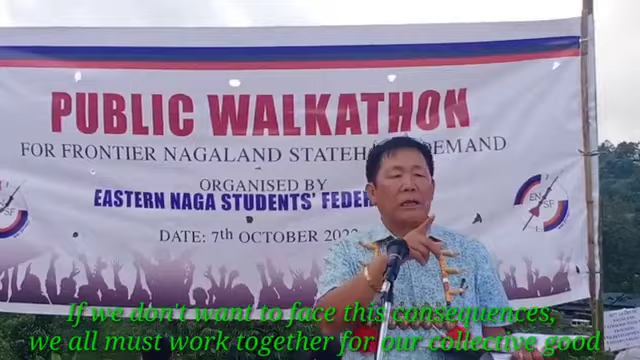 PUBLIC WALKATHON
FOR FRONTIER NAGALAND DEMAND
ORGANISED BY
EASTERN NAGA STUDENTS'
DATE: 7th OCTOBER
If we don't want to face this consequences,
we all must work together for our collective good